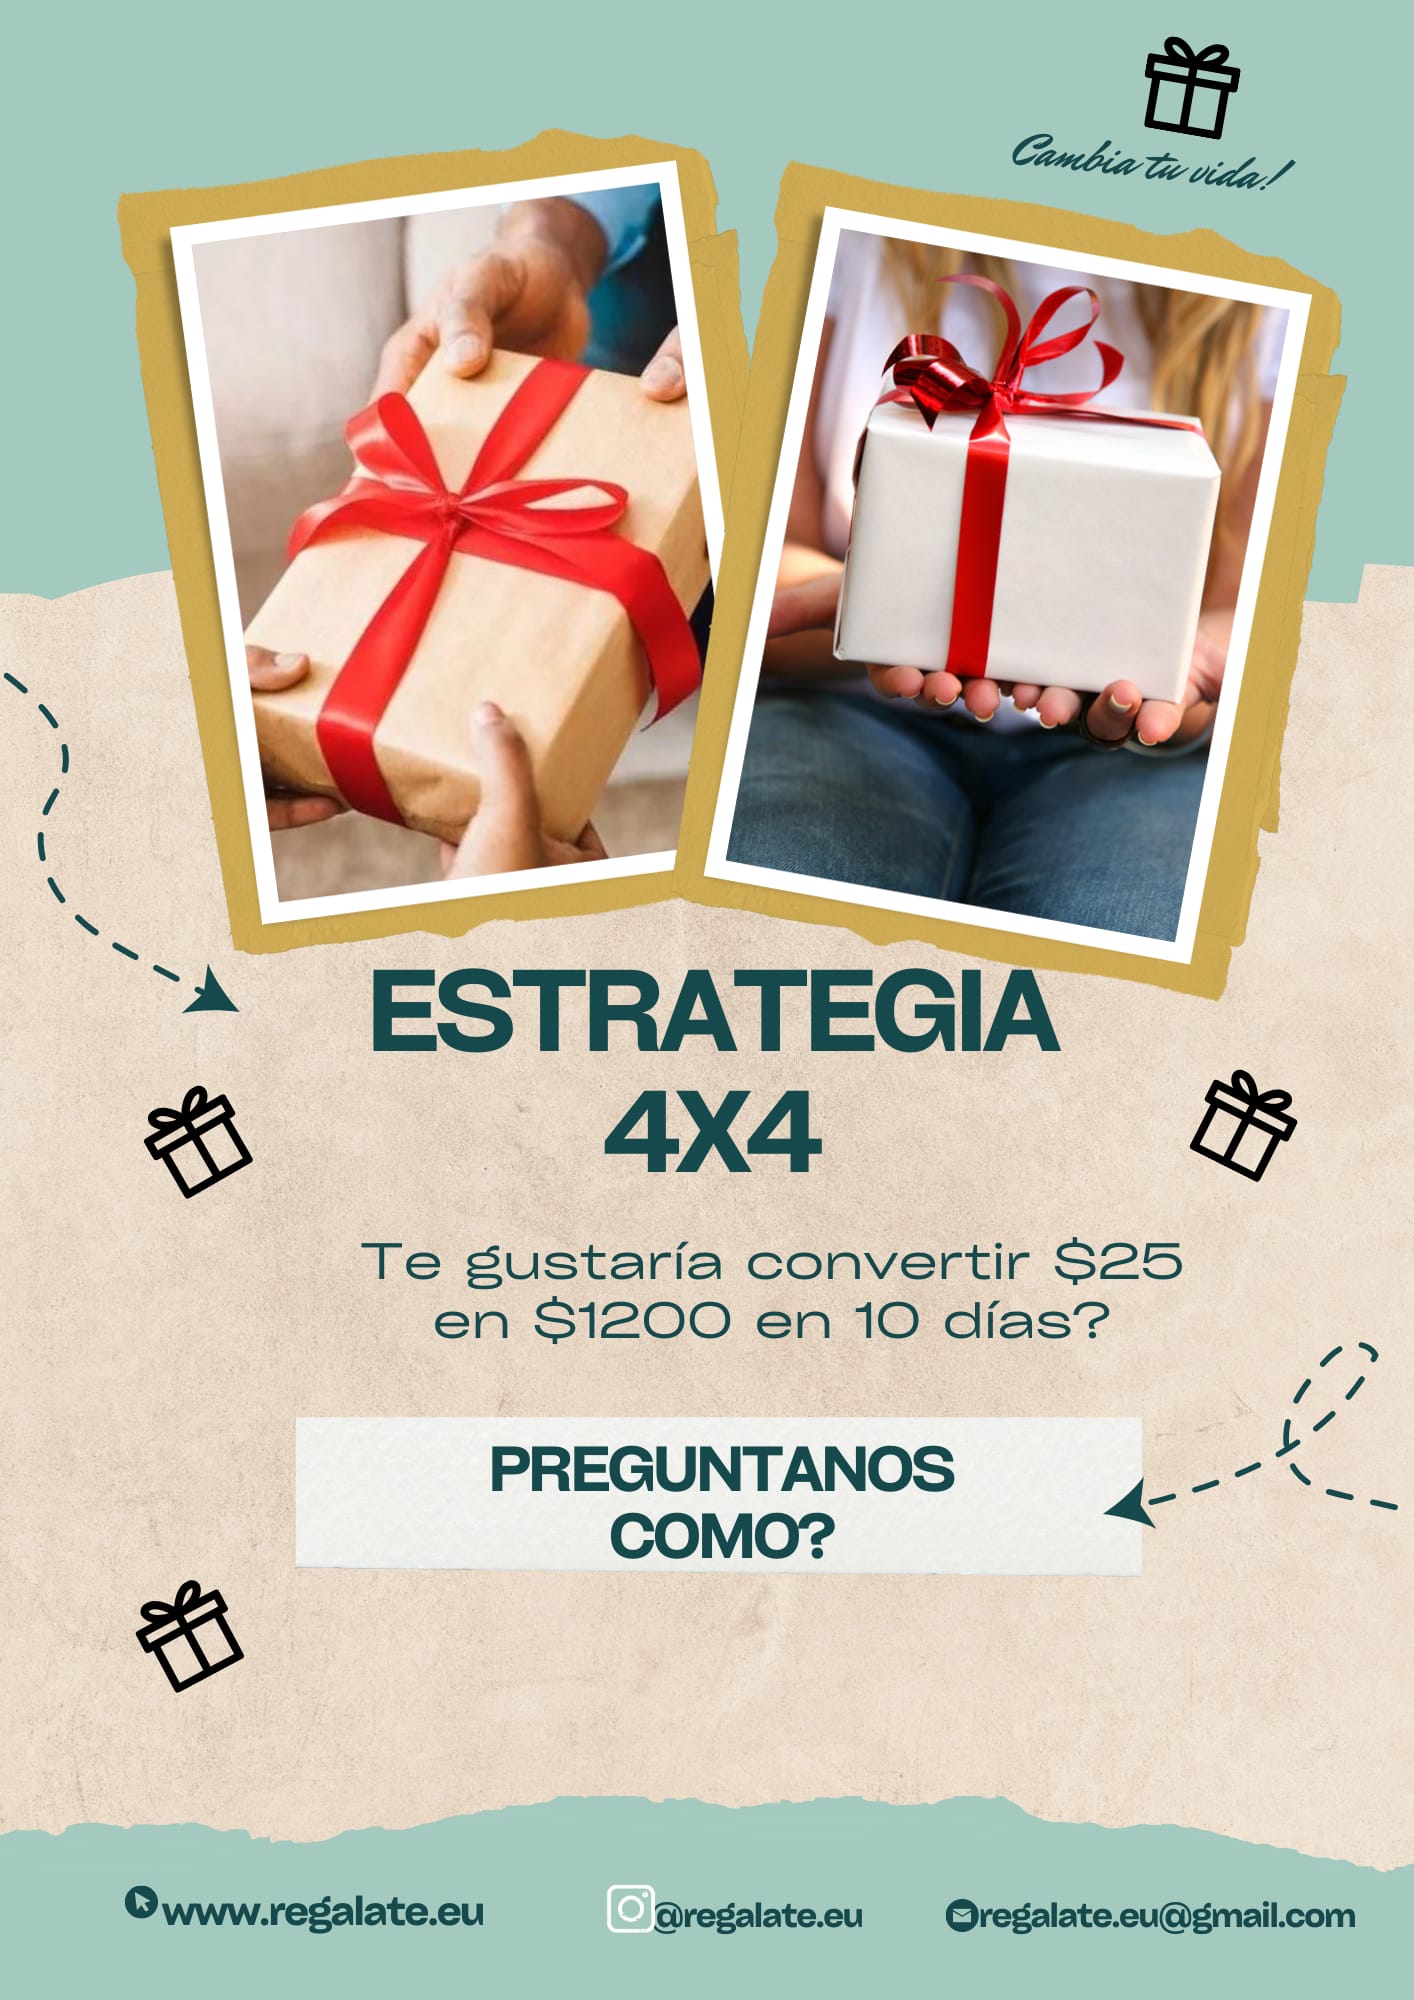 Cambia tu vida!
ESTRATEGIA
4X4
Te gustaría convertir $25
en $1200 en 10 días?
PREGUNTANOS
COMO?
www.regalate.eu
@regalate.eu
regalate.eu@gmail.com